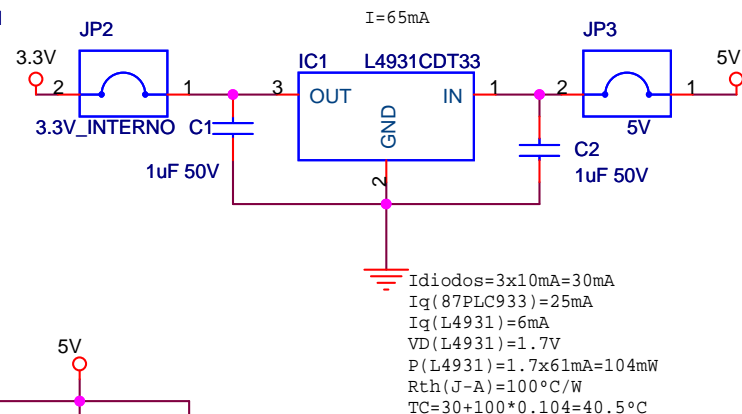 I=65mA
JP2
JP3
3.3V
IC1
L4931CDT33
5V
2
1
3
OUT
IN
1
2
1
3.3V_INTERNO
C1
GND
5V
C2
1uF 50V
2
1uF 50V
Idiodos=3x10mA=30mA
Iq(87PLC933)=25mA
Iq(L4931)=6mA
VD(L4931)=1.7V
5V
P(L4931)=1.7x61mA=104mW
Rth(J-A)=100ºC/W
TC=30+100*0.104=40.5ºC